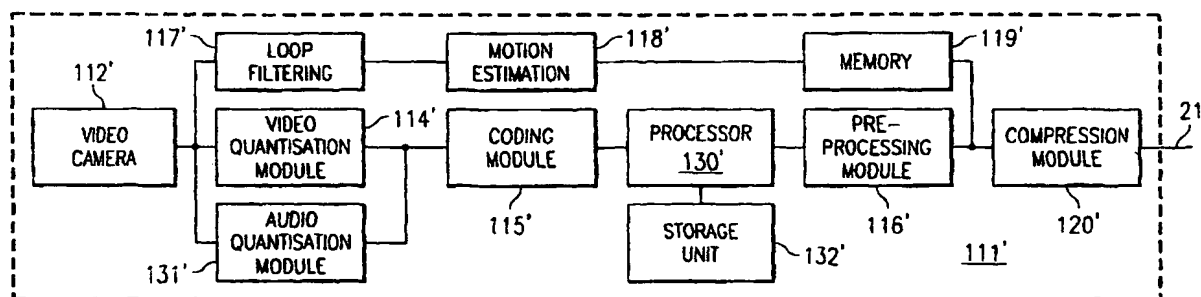 117'
LOOP
FILTERING
118'
MOTION
ESTIMATION
119'
MEMORY
112'
VIDEO
CAMERA
114'
VIDEO
QUANTISATION
MODULE
CODING
MODULE
115'
PROCESSOR
130'
PRE-
PROCESSING
MODULE
116'
COMPRESSION
MODULE
120'
21
AUDIO
QUANTISATION
MODULE
131'
STORAGE
UNIT
132'
111'